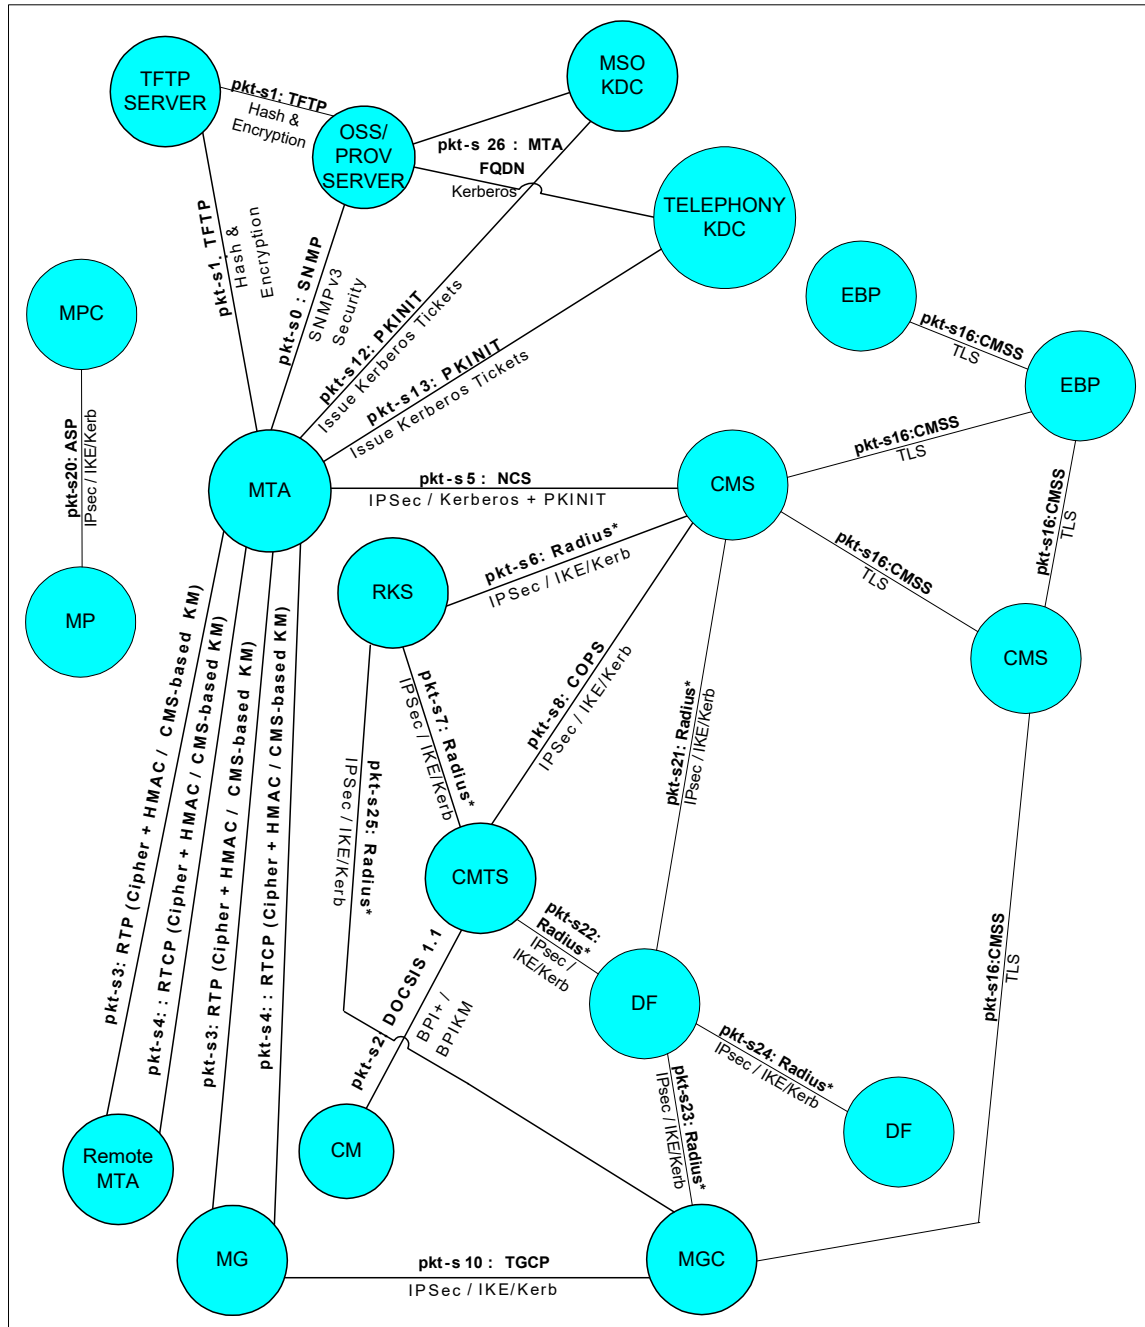 TFTP
SERVER
pkt-s1: TFTP
Hash &
Encryption
OSS/
PROV
SERVER
MSO
KDC
pkt-s 26 : MTA
FQDN
Kerberos
TELEPHONY
KDC
pkt-s1. TFTP
Hash &
Encryption
pkt-s0 : SNMP
SNMPv3
Security
pkt-s12: PKINIT
Issue Kerberos Tickets
pkt-s13: PKINIT
Issue Kerberos Tickets
MPC
pkt-s20: ASP
IPsec / IKE/Kerb
MP
EBP
pkt-s16:CMSS
TLS
EBP
pkt-s16:CMSS
TLS
pkt-s16:CMSS
TLS
MTA
pkt-s 5 : NCS
IPSec / Kerberos + PKINIT
CMS
pkt-s16:CMSS
TLS
CMS
RKS
pkt-s6: Radius*
IPSec / IKE/Kerb
pkt-s7: Radius*
IPSec / IKE/Kerb
pkt-s8: COPS
IPSec / IKE/Kerb
pkt-s21: Radius*
IPsec / IKE/Kerb
pkt-s25: Radius*
IPSec / IKE/Kerb
pkt-s3: RTP (Cipher + HMAC / CMS-based KM)
pkt-s4: : RTCP (Cipher + HMAC / CMS-based KM)
pkt-s3: RTP (Cipher + HMAC / CMS-based KM)
pkt-s4: : RTCP (Cipher + HMAC / CMS-based KM)
CMTS
pkt-s22:
Radius*
IPsec /
IKE/Kerb
pkt-s2: DOCSIS 1.1
BPI+ /
BPIKM
DF
pkt-s24: Radius*
IPsec / IKE/Kerb
pkt-s23: Radius*
IPsec / IKE/Kerb
pkt-s16:CMSS
TLS
DF
CM
Remote
MTA
MG
pkt-s 10 : TGCP
IPSec / IKE/Kerb
MGC